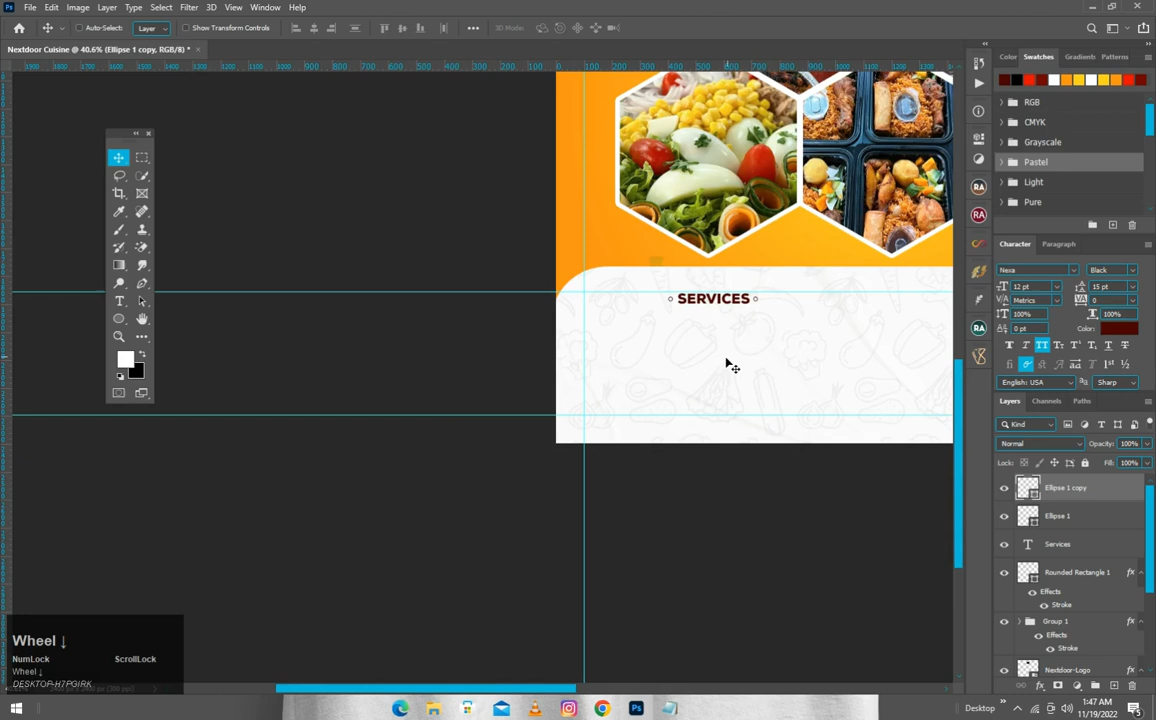 Ps File Edit Image Layer Type Select Filter 3D View Window Help
Auto-Select: Layer Show Transform Controls 3D Mode:
Nextdoor Cuisine @ 40.6% (Ellipse 1 copy, RGB/8) *
Color Swatches Gradients Patterns
RGB
CMYK
Grayscale
Pastel
Light
Pure
Character Paragraph
Nexa Black
12 pt 15 pt
Metrics 0
100% 100%
0 pt Color:
English: USA Sharp
Layers Channels Paths
Kind
Normal Opacity: 100%
Lock: Fill: 100%
Ellipse 1 copy
Ellipse 1
Services
Rounded Rectangle 1 fx
Effects
Stroke
Group 1 fx
Effects
Stroke
Nextdoor-Logo
SERVICES
Wheel ↓
NumLock ScrollLock
Wheel ↓
DESKTOP-H7PGIRK
Desktop
1:47 AM
11/19/2022